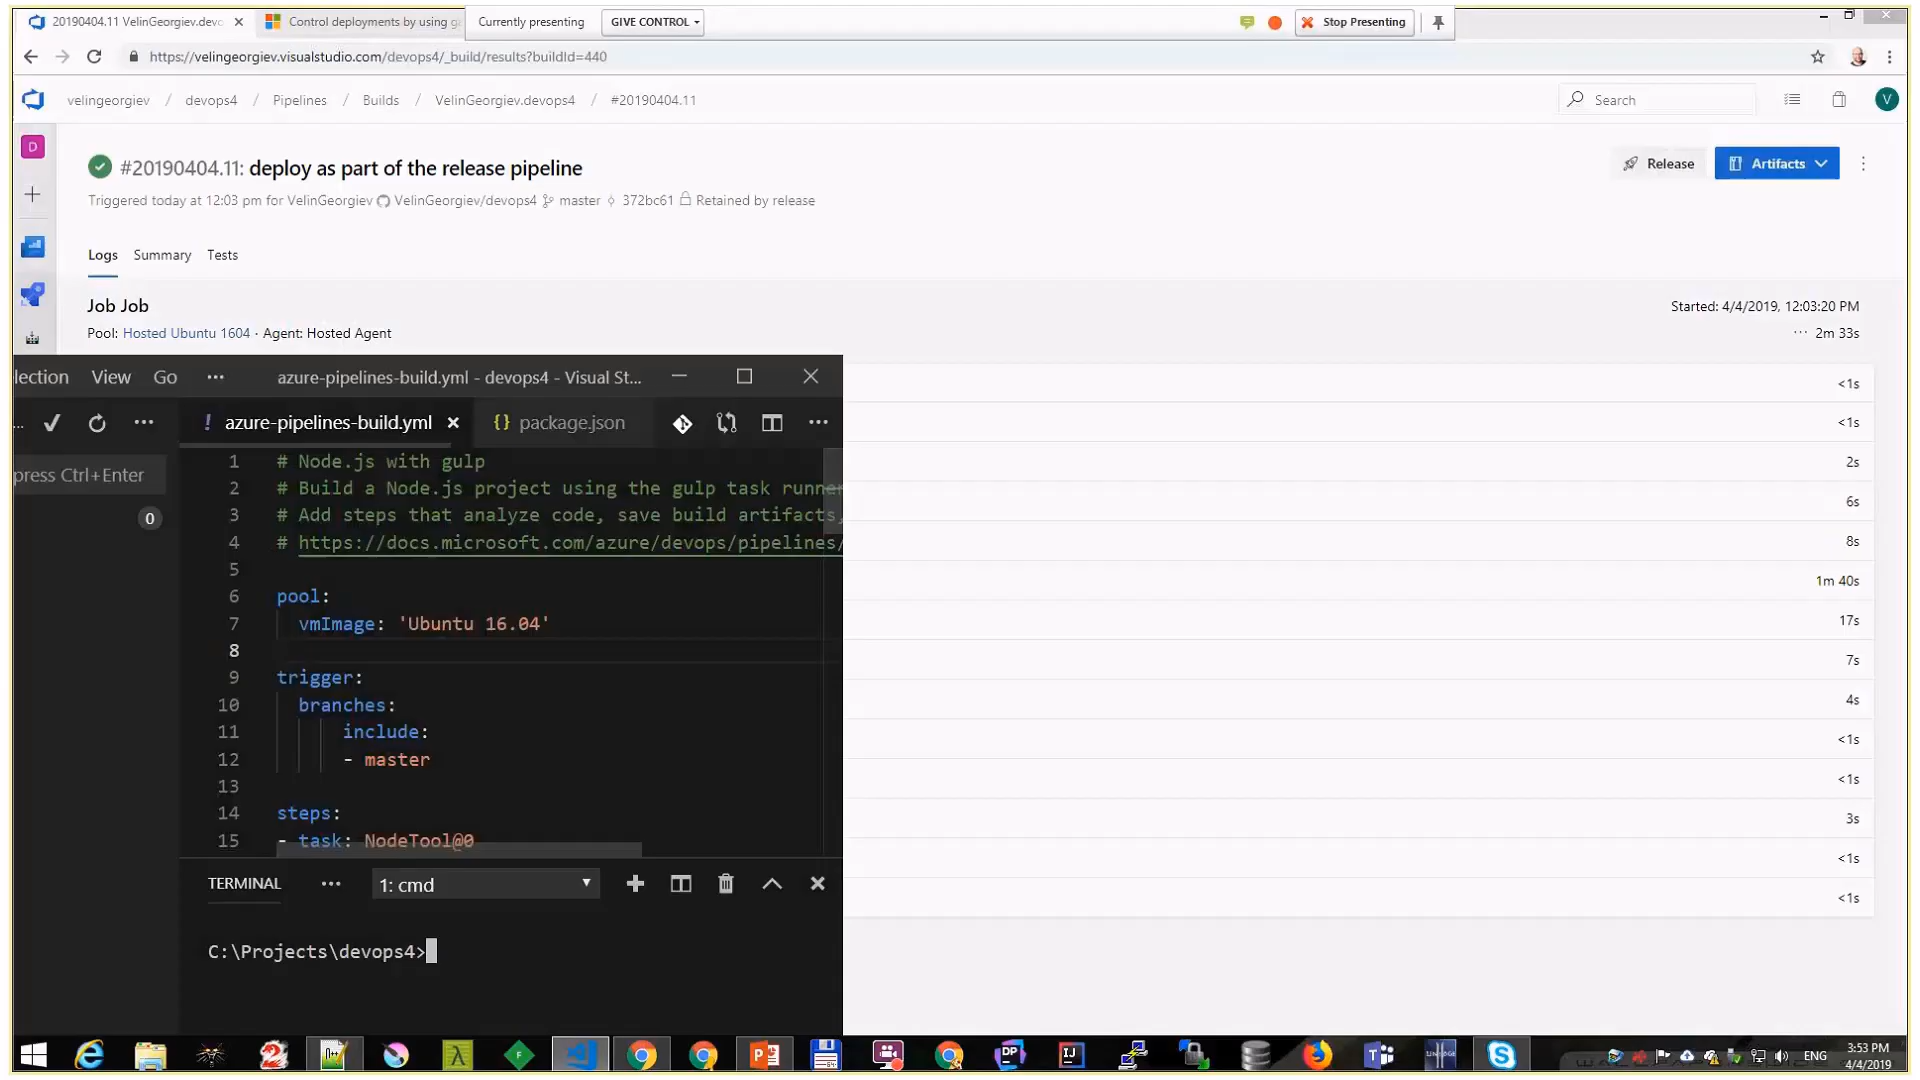 20190404.11 VelinGeorgiev.devo
Control deployments by using g
Currently presenting
GIVE CONTROL
Stop Presenting
https://velingeorgiev.visualstudio.com/devops4/_build/results?buildId=440
velingeorgiev / devops4 / Pipelines / Builds / VelinGeorgiev.devops4 / #20190404.11
Search
V
D
#20190404.11: deploy as part of the release pipeline
Release
Artifacts
Triggered today at 12:03 pm for VelinGeorgiev VelinGeorgiev/devops4 master 372bc61 Retained by release
Logs Summary Tests
Job Job
Started: 4/4/2019, 12:03:20 PM
Pool: Hosted Ubuntu 1604 · Agent: Hosted Agent
··· 2m 33s
<1s
<1s
2s
6s
8s
1m 40s
17s
7s
4s
<1s
<1s
3s
<1s
<1s
lection View Go ··· azure-pipelines-build.yml - devops4 - Visual St...
... ! azure-pipelines-build.yml {} package.json
press Ctrl+Enter
0
1 # Node.js with gulp
2 # Build a Node.js project using the gulp task runner
3 # Add steps that analyze code, save build artifacts,
4 # https://docs.microsoft.com/azure/devops/pipelines/
5
6 pool:
7 vmImage: 'Ubuntu 16.04'
8
9 trigger:
10 branches:
11 include:
12 - master
13
14 steps:
15 - task: NodeTool@0
TERMINAL ··· 1: cmd
C:\Projects\devops4>
ENG
3:53 PM
4/4/2019